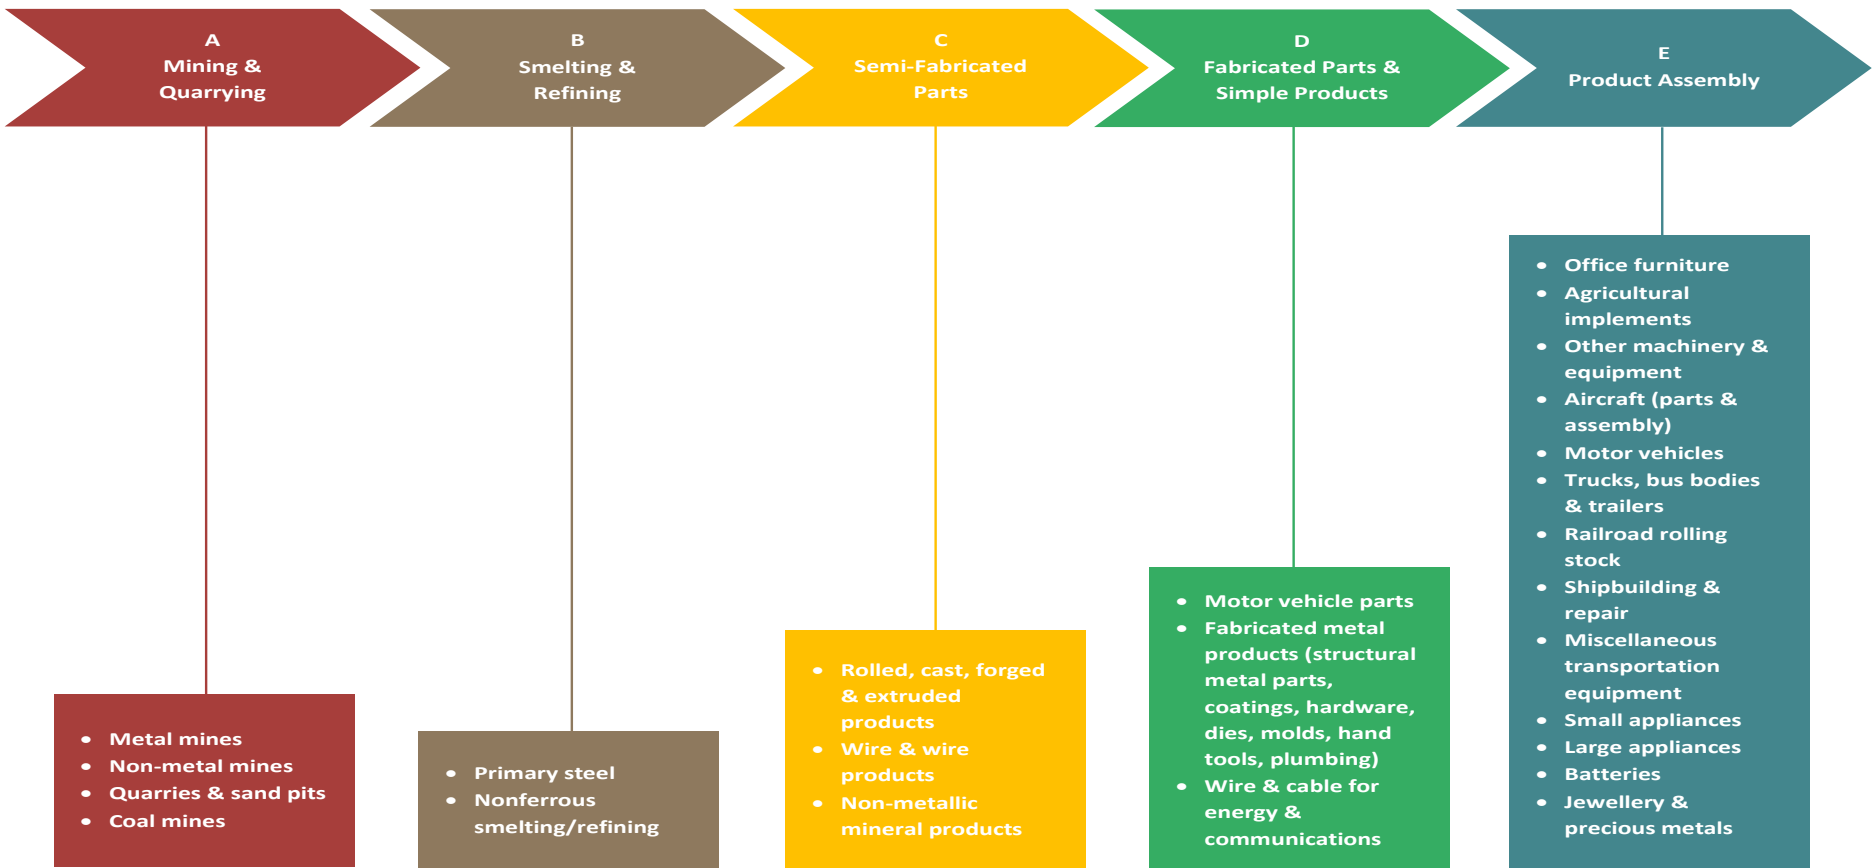 A
Mining &
Quarrying
B
Smelting &
Refining
C
Semi-Fabricated
Parts
D
Fabricated Parts &
Simple Products
E
Product Assembly
• Metal mines
• Non-metal mines
• Quarries & sand pits
• Coal mines
• Primary steel
• Nonferrous
smelting/refining
• Rolled, cast, forged
& extruded
products
• Wire & wire
products
• Non-metallic
mineral products
• Motor vehicle parts
• Fabricated metal
products (structural
metal parts,
coatings, hardware,
dies, molds, hand
tools, plumbing)
• Wire & cable for
energy &
communications
• Office furniture
• Agricultural
implements
• Other machinery &
equipment
• Aircraft (parts &
assembly)
• Motor vehicles
• Trucks, bus bodies
& trailers
• Railroad rolling
stock
• Shipbuilding &
repair
• Miscellaneous
transportation
equipment
• Small appliances
• Large appliances
• Batteries
• Jewellery &
precious metals